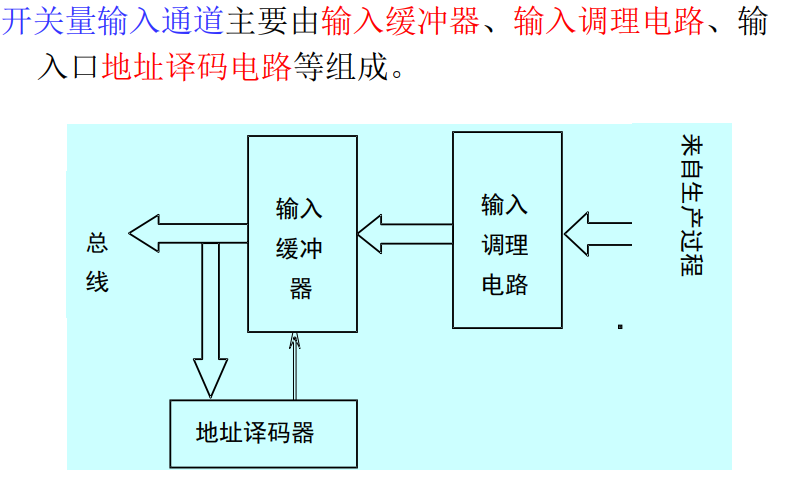 开关量输入通道主要由输入缓冲器、输入调理电路、输
入口地址译码电路等组成。
总
线
输入
缓冲
器
输入
调理
电路
来自生产过程
地址译码器